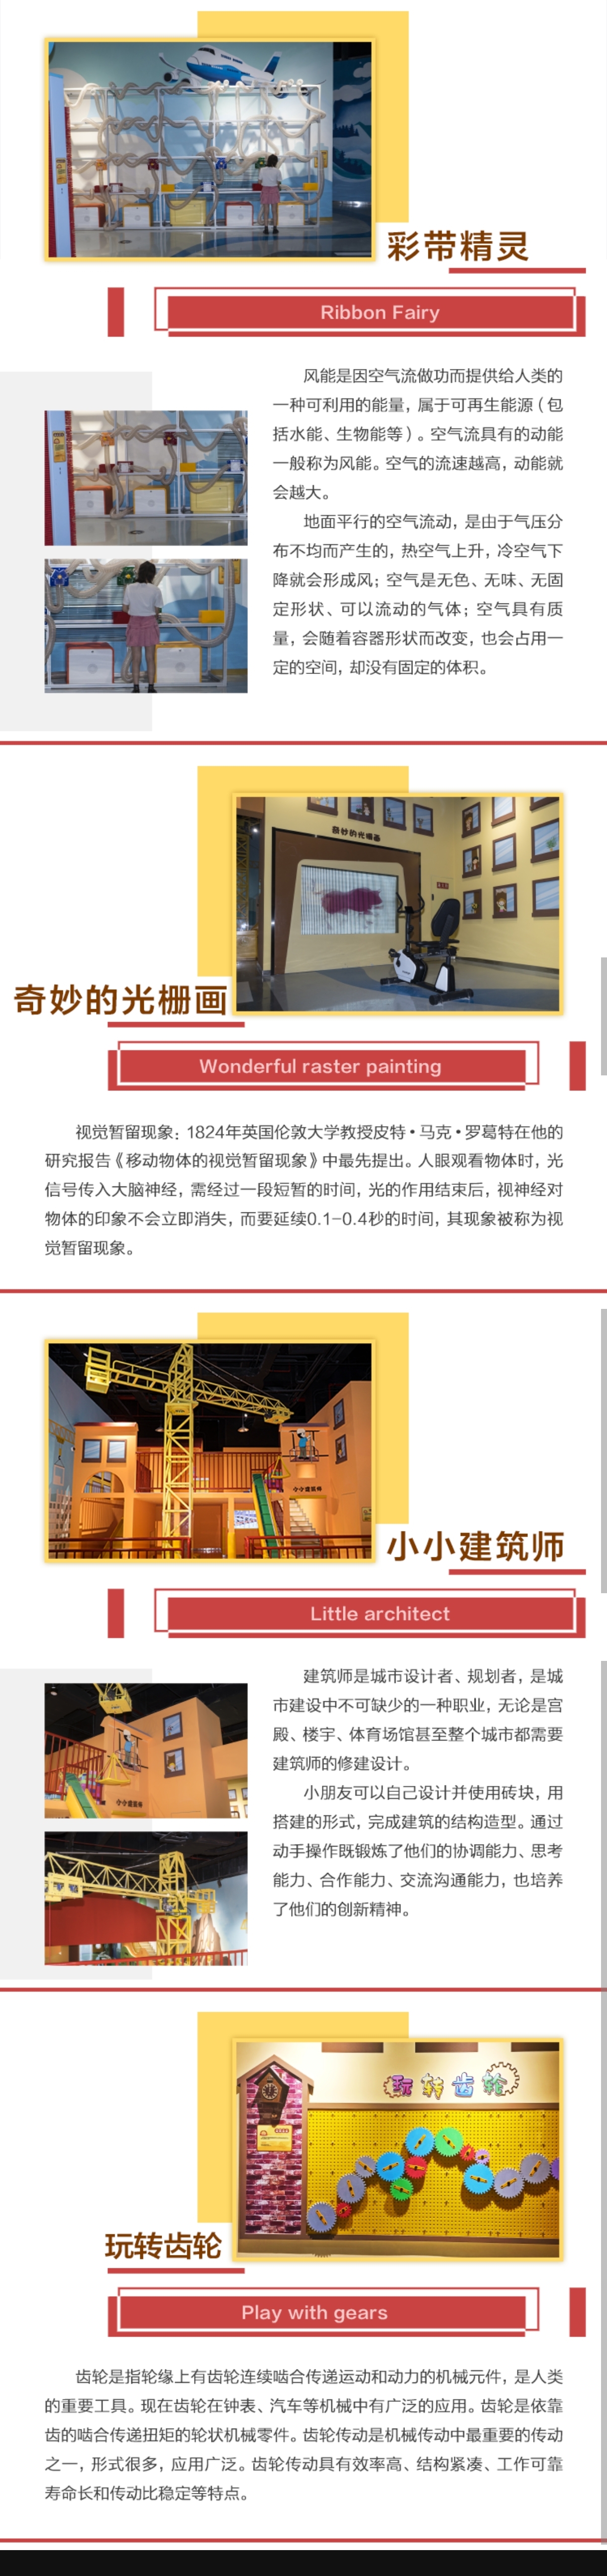 彩带精灵
Ribbon Fairy
风能是因空气流做功而提供给人类的
一种可利用的能量，属于可再生能源（包
括水能、生物能等）。空气流具有的动能
一般称为风能。空气的流速越高，动能就
会越大。
地面平行的空气流动，是由于气压分
布不均而产生的，热空气上升，冷空气下
降就会形成风；空气是无色、无味、无固
定形状、可以流动的气体；空气具有质
量，会随着容器形状而改变，也会占用一
定的空间，却没有固定的体积。
奇妙的光栅画
奇妙的光栅画
Wonderful raster painting
视觉暂留现象：1824年英国伦敦大学教授皮特·马克·罗葛特在他的
研究报告《移动物体的视觉暂留现象》中最先提出。人眼观看物体时，光
信号传入大脑神经，需经过一段短暂的时间，光的作用结束后，视神经对
物体的印象不会立即消失，而要延续0.1-0.4秒的时间，其现象被称为视
觉暂留现象。
小小建筑师
小小建筑师
Little architect
建筑师是城市设计者、规划者，是城
市建设中不可缺少的一种职业，无论是宫
殿、楼宇、体育场馆甚至整个城市都需要
建筑师的修建设计。
小朋友可以自己设计并使用砖块，用
搭建的形式，完成建筑的结构造型。通过
动手操作既锻炼了他们的协调能力、思考
能力、合作能力、交流沟通能力，也培养
了他们的创新精神。
小小建筑师
玩转齿轮
玩转齿轮
Play with gears
齿轮是指轮缘上有齿轮连续啮合传递运动和动力的机械元件，是人类
的重要工具。现在齿轮在钟表、汽车等机械中有广泛的应用。齿轮是依靠
齿的啮合传递扭矩的轮状机械零件。齿轮传动是机械传动中最重要的传动
之一，形式很多，应用广泛。齿轮传动具有效率高、结构紧凑、工作可靠
寿命长和传动比稳定等特点。